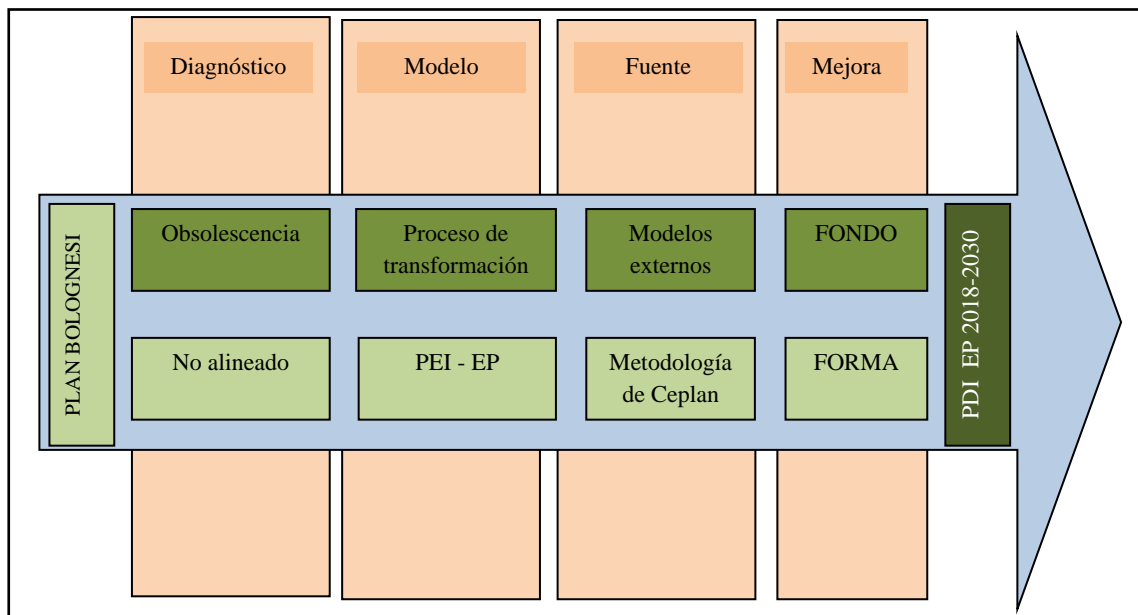 Diagnóstico
Modelo
Fuente
Mejora
PLAN BOLOGNESI
Obsolescencia
Proceso de
transformación
Modelos
externos
FONDO
No alineado
PEI - EP
Metodología
de Ceplan
FORMA
PDI EP 2018-2030